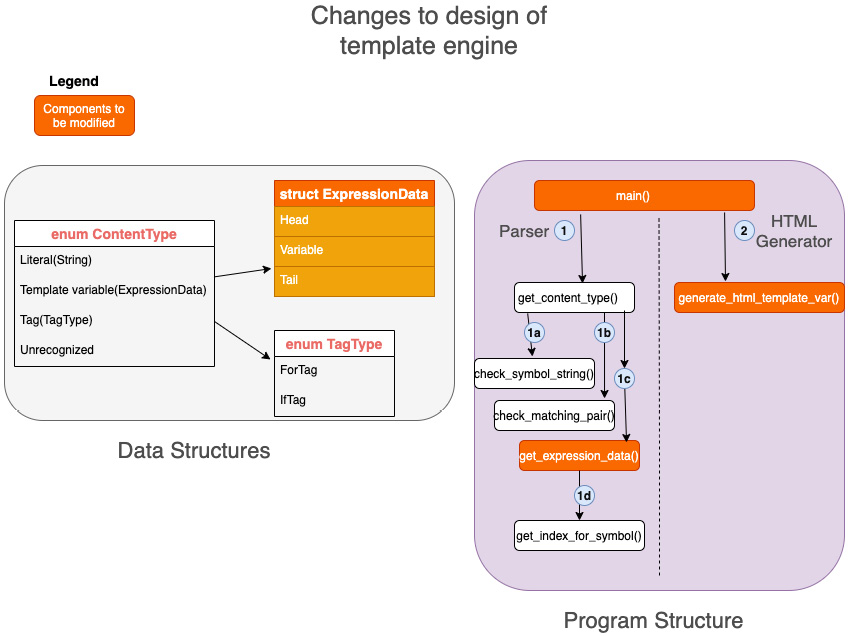 Changes to design of
template engine
Legend
Components to
be modified
struct ExpressionData
Head
Variable
Tail
enum ContentType
Literal(String)
Template variable(ExpressionData)
Tag(TagType)
Unrecognized
enum TagType
ForTag
IfTag
Data Structures
main()
Parser 1
2 HTML
Generator
get_content_type()
generate_html_template_var()
1a
1b
check_symbol_string()
1c
check_matching_pair()
get_expression_data()
1d
get_index_for_symbol()
Program Structure